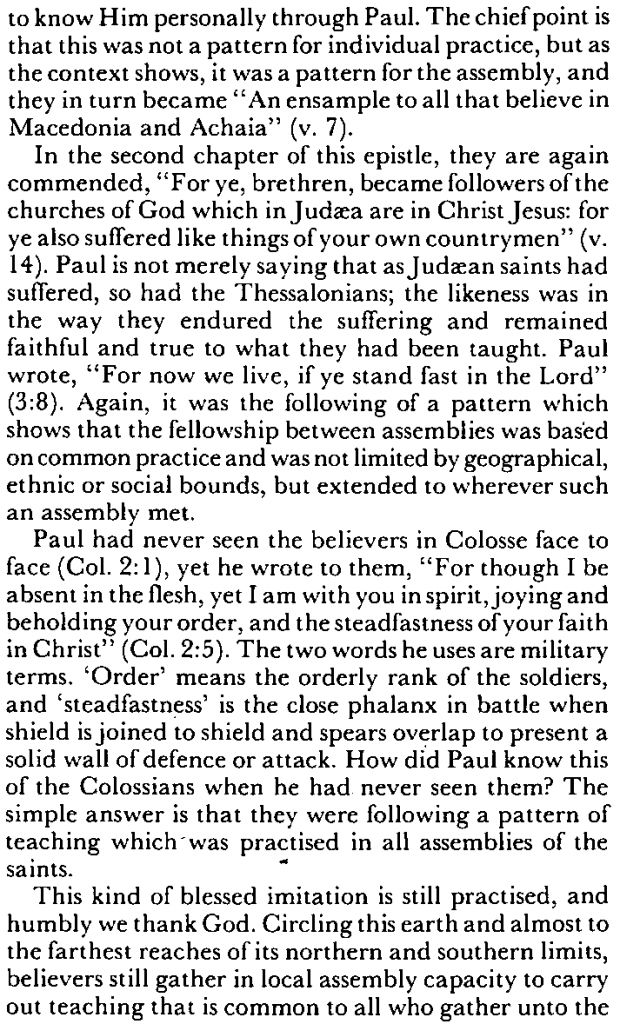 to know Him personally through Paul. The chief point is
that this was not a pattern for individual practice, but as
the context shows, it was a pattern for the assembly, and
they in turn became “An ensample to all that believe in
Macedonia and Achaia” (v. 7).
In the second chapter of this epistle, they are again
commended, “For ye, brethren, became followers of the
churches of God which in Judæa are in Christ Jesus: for
ye also suffered like things of your own countrymen” (v.
14). Paul is not merely saying that as Judæan saints had
suffered, so had the Thessalonians; the likeness was in
the way they endured the suffering and remained
faithful and true to what they had been taught. Paul
wrote, “For now we live, if ye stand fast in the Lord”
(3:8). Again, it was the following of a pattern which
shows that the fellowship between assemblies was based
on common practice and was not limited by geographical,
ethnic or social bounds, but extended to wherever such
an assembly met.
Paul had never seen the believers in Colosse face to
face (Col. 2:1), yet he wrote to them, “For though I be
absent in the flesh, yet I am with you in spirit, joying and
beholding your order, and the steadfastness of your faith
in Christ” (Col. 2:5). The two words he uses are military
terms. ‘Order’ means the orderly rank of the soldiers,
and ‘steadfastness’ is the close phalanx in battle when
shield is joined to shield and spears overlap to present a
solid wall of defence or attack. How did Paul know this
of the Colossians when he had never seen them? The
simple answer is that they were following a pattern of
teaching which was practised in all assemblies of the
saints.
This kind of blessed imitation is still practised, and
humbly we thank God. Circling this earth and almost to
the farthest reaches of its northern and southern limits,
believers still gather in local assembly capacity to carry
out teaching that is common to all who gather unto the